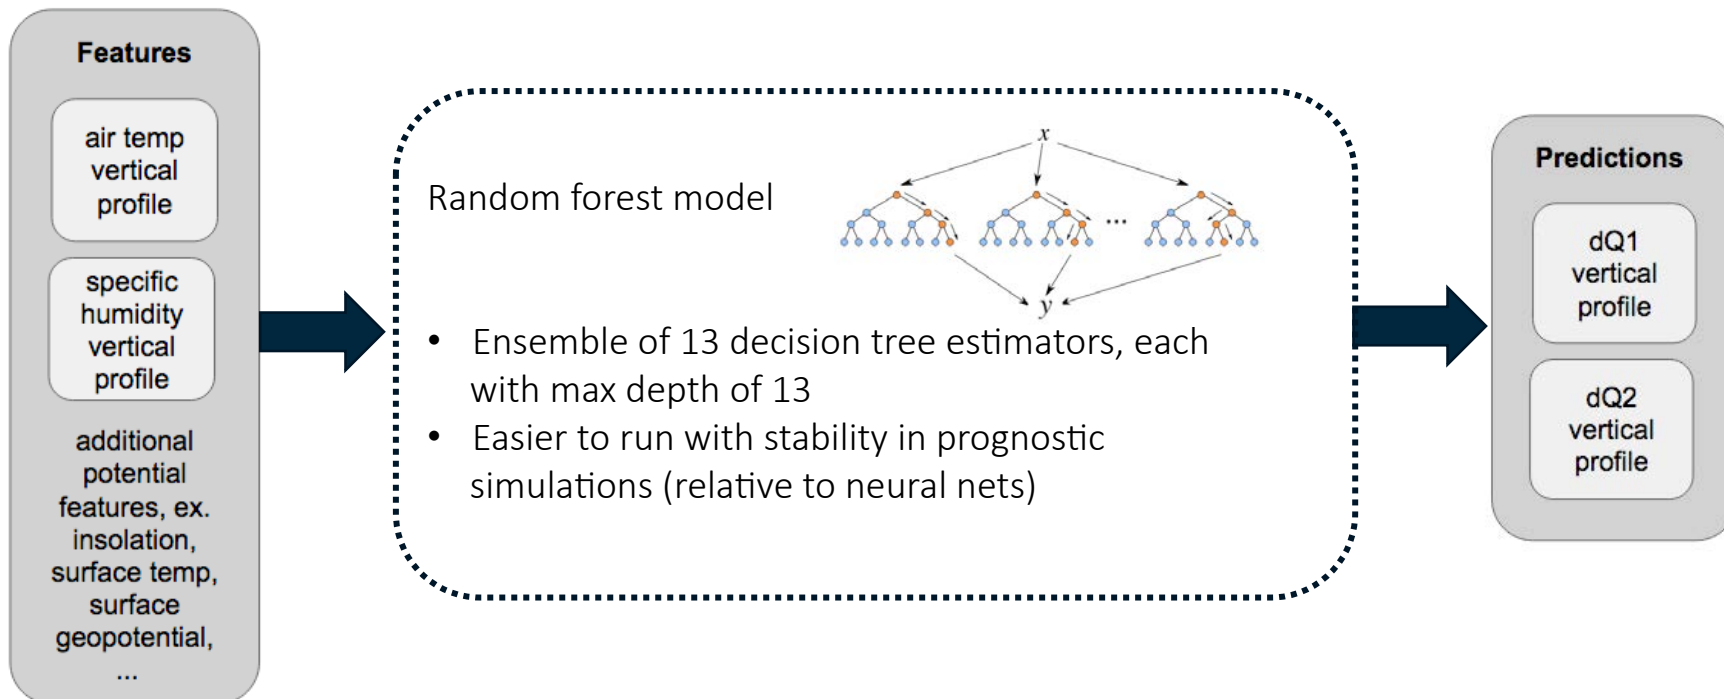 Features
air temp
vertical
profile
specific
humidity
vertical
profile
additional
potential
features, ex.
insolation,
surface temp,
surface
geopotential,
...
Random forest model
x
...
y
• Ensemble of 13 decision tree estimators, each
with max depth of 13
• Easier to run with stability in prognostic
simulations (relative to neural nets)
Predictions
dQ1
vertical
profile
dQ2
vertical
profile